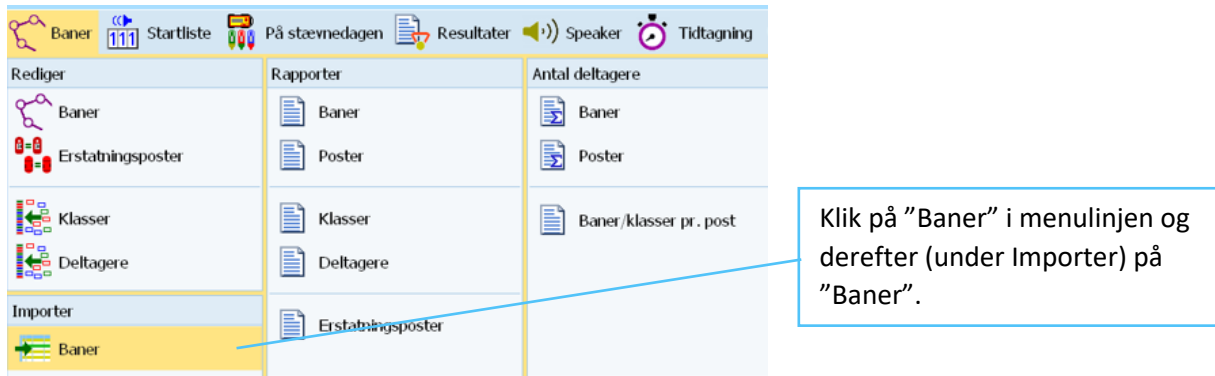 Baner 111 Startliste På stævnedagen Resultater Speaker Tidtagning
Rediger
Baner
Erstatningsposter
Klasser
Deltagere
Importer
Baner
Rapporter
Baner
Poster
Klasser
Deltagere
Erstatningsposter
Antal deltagere
Baner
Poster
Baner/klasser pr. post
Klik på ”Baner” i menulinjen og
derefter (under Importer) på
”Baner”.